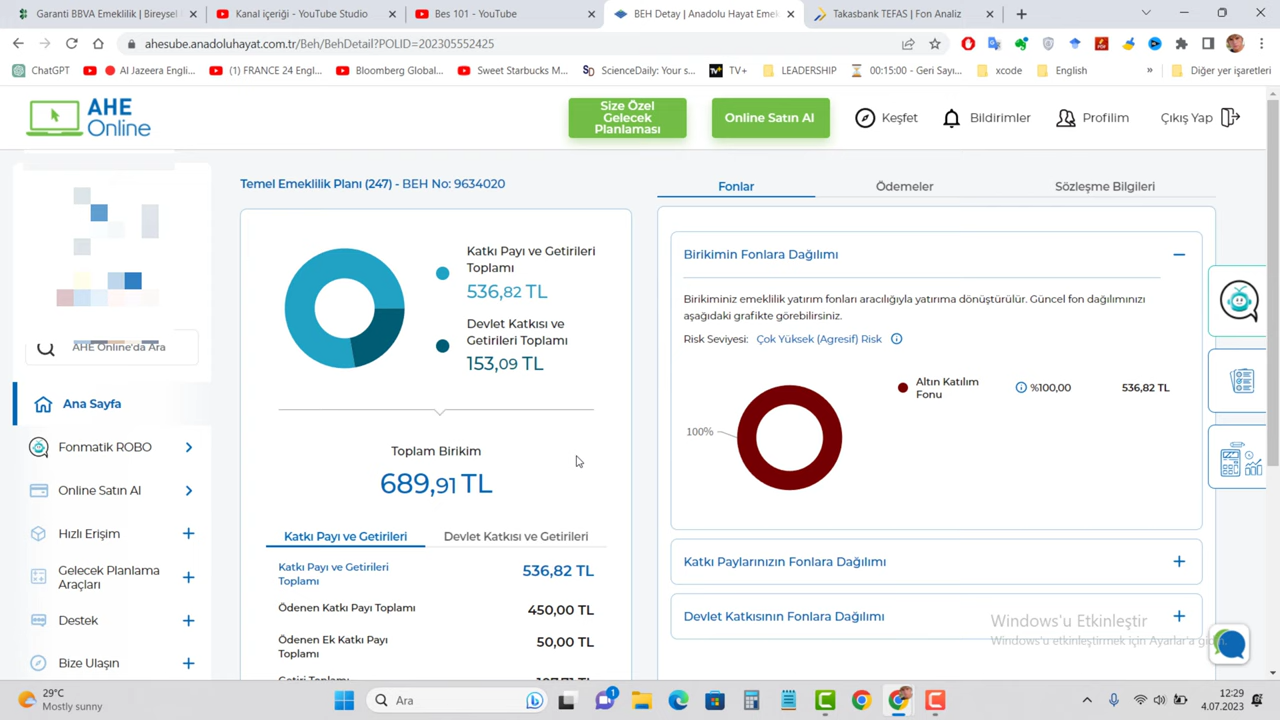 Garanti BBVA Emeklilik | Bireysel
Kanal içeriği - YouTube Studio
Bes 101 - YouTube
BEH Detay | Anadolu Hayat Emek
Takasbank TEFAS | Fon Analiz
ahesube.anadoluhayat.com.tr/Beh/BehDetail?POLID=202305552425
ChatGPT
Al Jazeera Engli...
(1) FRANCE 24 Engl...
Bloomberg Global...
Sweet Starbucks M...
ScienceDaily: Your s...
TV+
LEADERSHIP
00:15:00 - Geri Sayı...
xcode
English
»
Diğer yer işaretleri
AHE
Online
Size Özel
Gelecek
Planlaması
Online Satın Al
Keşfet
Bildirimler
Profilim
Çıkış Yap
AHE Online'da Ara
Ana Sayfa
Fonmatik ROBO
Online Satın Al
Hızlı Erişim
Gelecek Planlama
Araçları
Destek
Bize Ulaşın
Temel Emeklilik Planı (247) - BEH No: 9634020
Katkı Payı ve Getirileri
Toplamı
536,82 TL
Devlet Katkısı ve
Getirileri Toplamı
153,09 TL
Toplam Birikim
689,91 TL
Katkı Payı ve Getirileri
Devlet Katkısı ve Getirileri
Katkı Payı ve Getirileri
Toplamı
536,82 TL
Ödenen Katkı Payı Toplamı
450,00 TL
Ödenen Ek Katkı Payı
Toplamı
50,00 TL
Fonlar
Ödemeler
Sözleşme Bilgileri
Birikimin Fonlara Dağılımı
Birikiminiz emeklilik yatırım fonları aracılığıyla yatırıma dönüştürülür. Güncel fon dağılımınızı
aşağıdaki grafikte görebilirsiniz.
Risk Seviyesi: Çok Yüksek (Agresif) Risk
100%
Altın Katılım
Fonu
%100,00
536,82 TL
Katkı Paylarınızın Fonlara Dağılımı
Devlet Katkısının Fonlara Dağılımı
Windows'u Etkinleştir
Windows'u etkinleştirmek için Ayarlar'a gidin.
29°C
Mostly sunny
Ara
1
12:29
4.07.2023